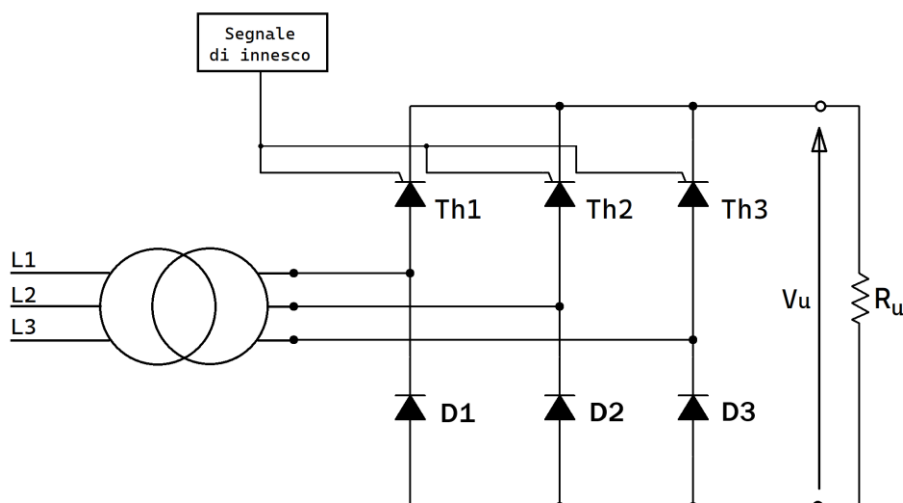 Segnale
di innesco
Th1
Th2
Th3
L1
L2
L3
Vu
Ru
D1
D2
D3